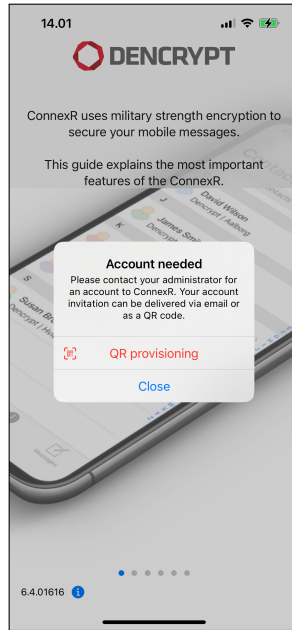 14.01
DENCRYPT
ConnexR uses military strength encryption to
secure your mobile messages.
This guide explains the most important
features of the ConnexR.
David Wilson
Dencrypt | Aalborg
J
James Smi
K
S
Susan Br
Account needed
Please contact your administrator for
an account to ConnexR. Your account
invitation can be delivered via email or
as a QR code.
QR provisioning
Close
Messages
6.4.01616